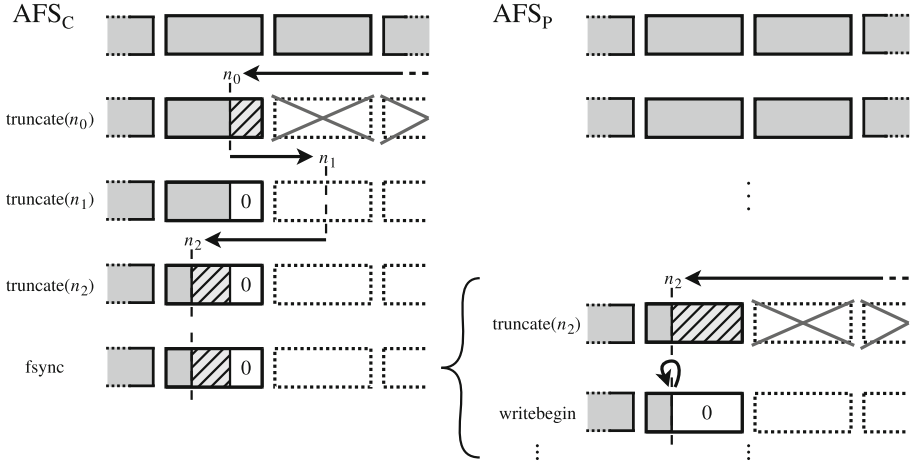 AFS_C
n_0
truncate(n_0)
n_1
truncate(n_1)
0
n_2
truncate(n_2)
0
fsync
0
AFS_P
n_2
truncate(n_2)
writebegin
0